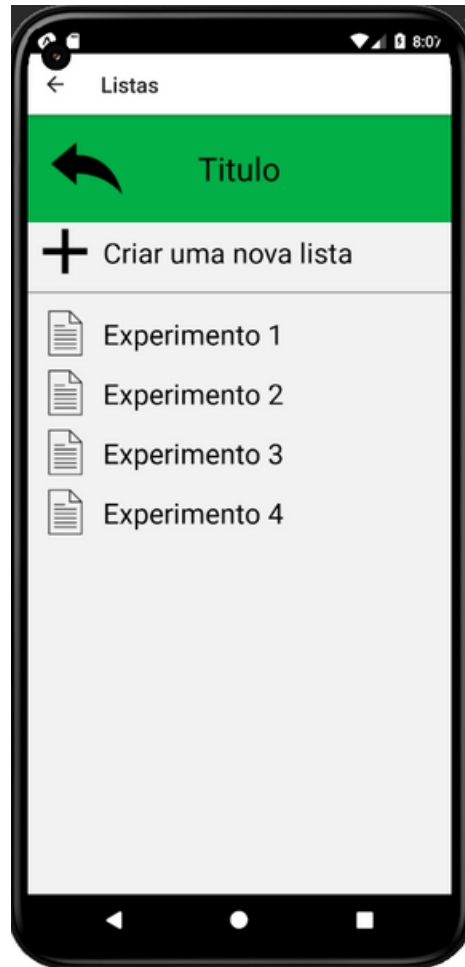 8:07
Listas
Titulo
Criar uma nova lista
Experimento 1
Experimento 2
Experimento 3
Experimento 4